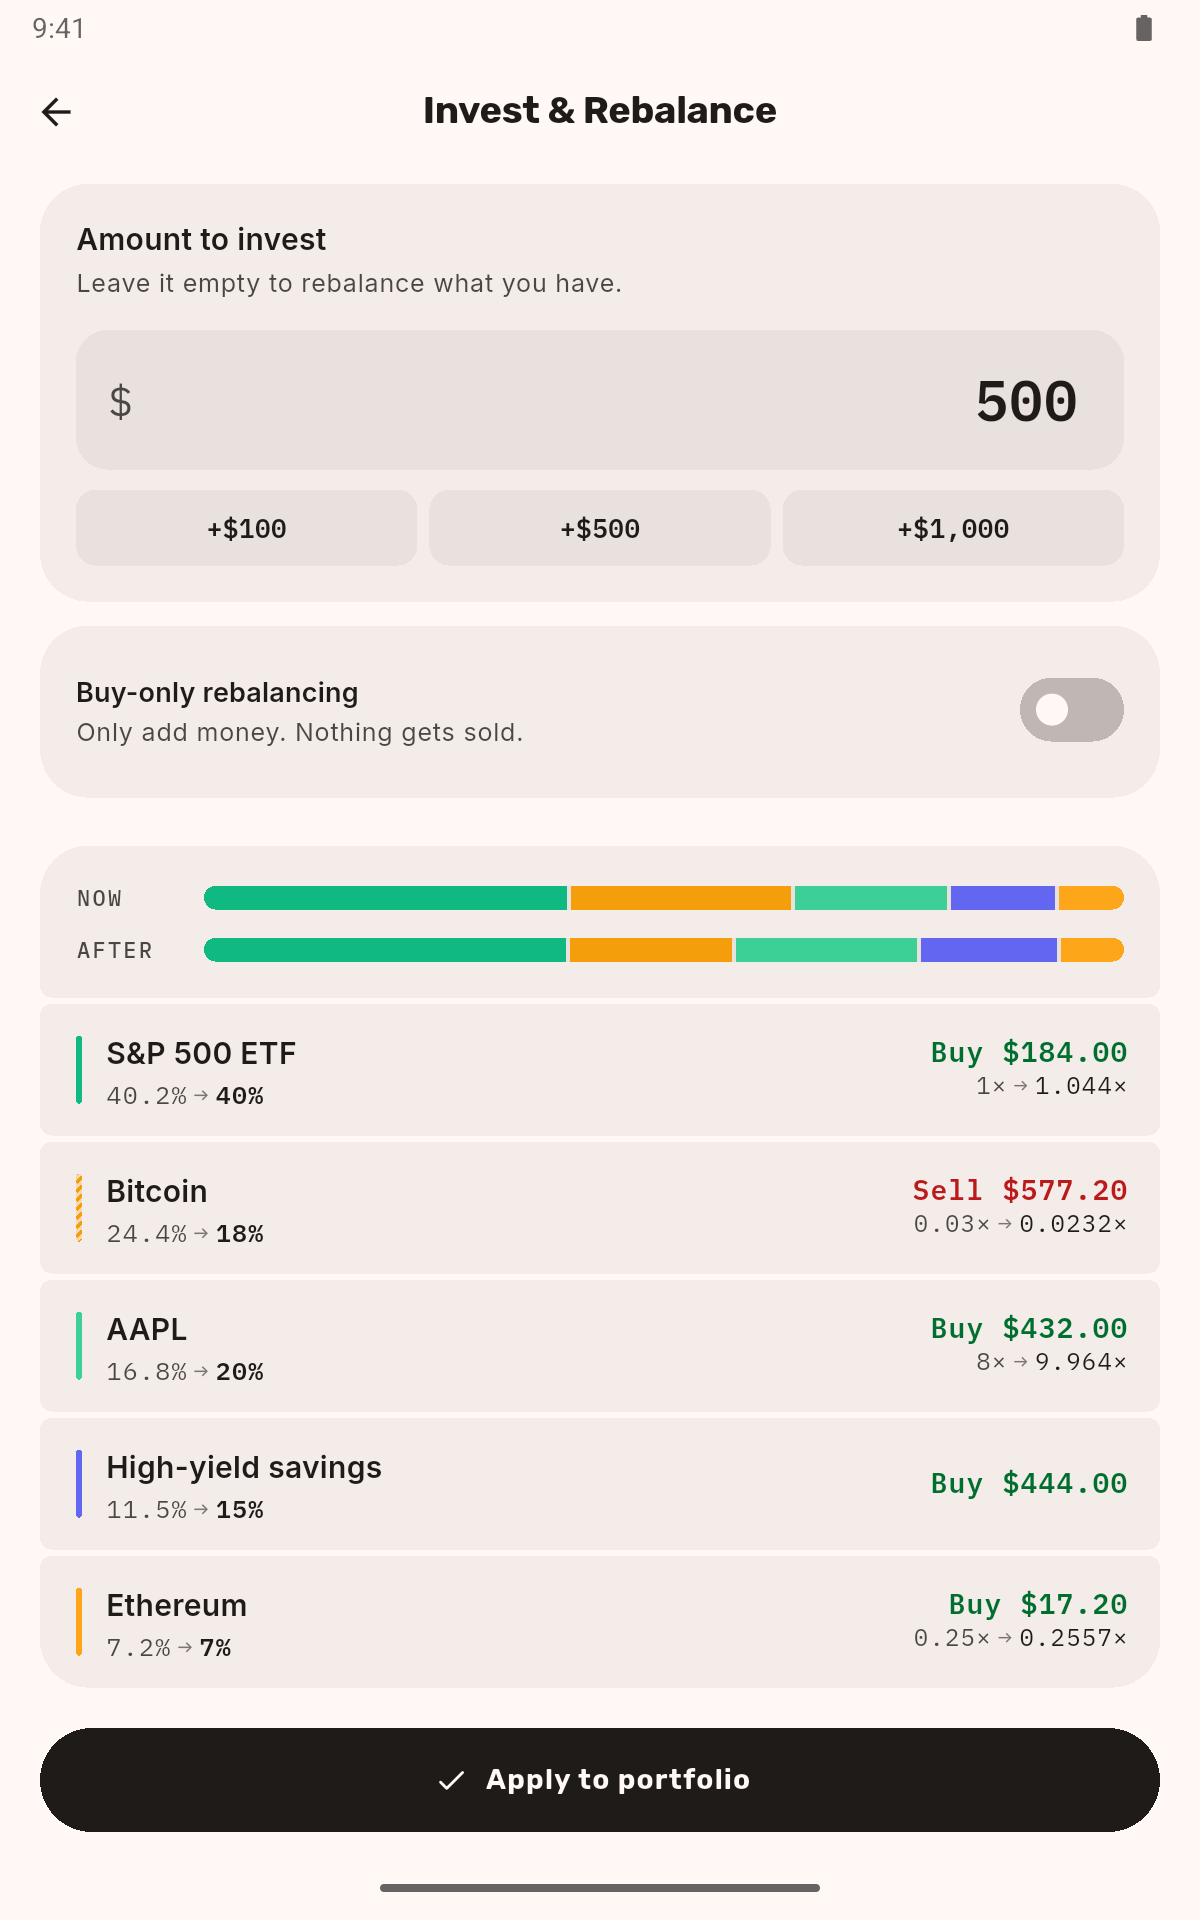 9:41
Invest & Rebalance
Amount to invest
Leave it empty to rebalance what you have.
$ 500
+$100 +$500 +$1,000
Buy-only rebalancing
Only add money. Nothing gets sold.
NOW
AFTER
S&P 500 ETF
Buy $184.00
40.2% → 40%
1× → 1.044×
Bitcoin
Sell $577.20
24.4% → 18%
0.03× → 0.0232×
AAPL
Buy $432.00
16.8% → 20%
8× → 9.964×
High-yield savings
Buy $444.00
11.5% → 15%
Ethereum
Buy $17.20
7.2% → 7%
0.25× → 0.2557×
Apply to portfolio